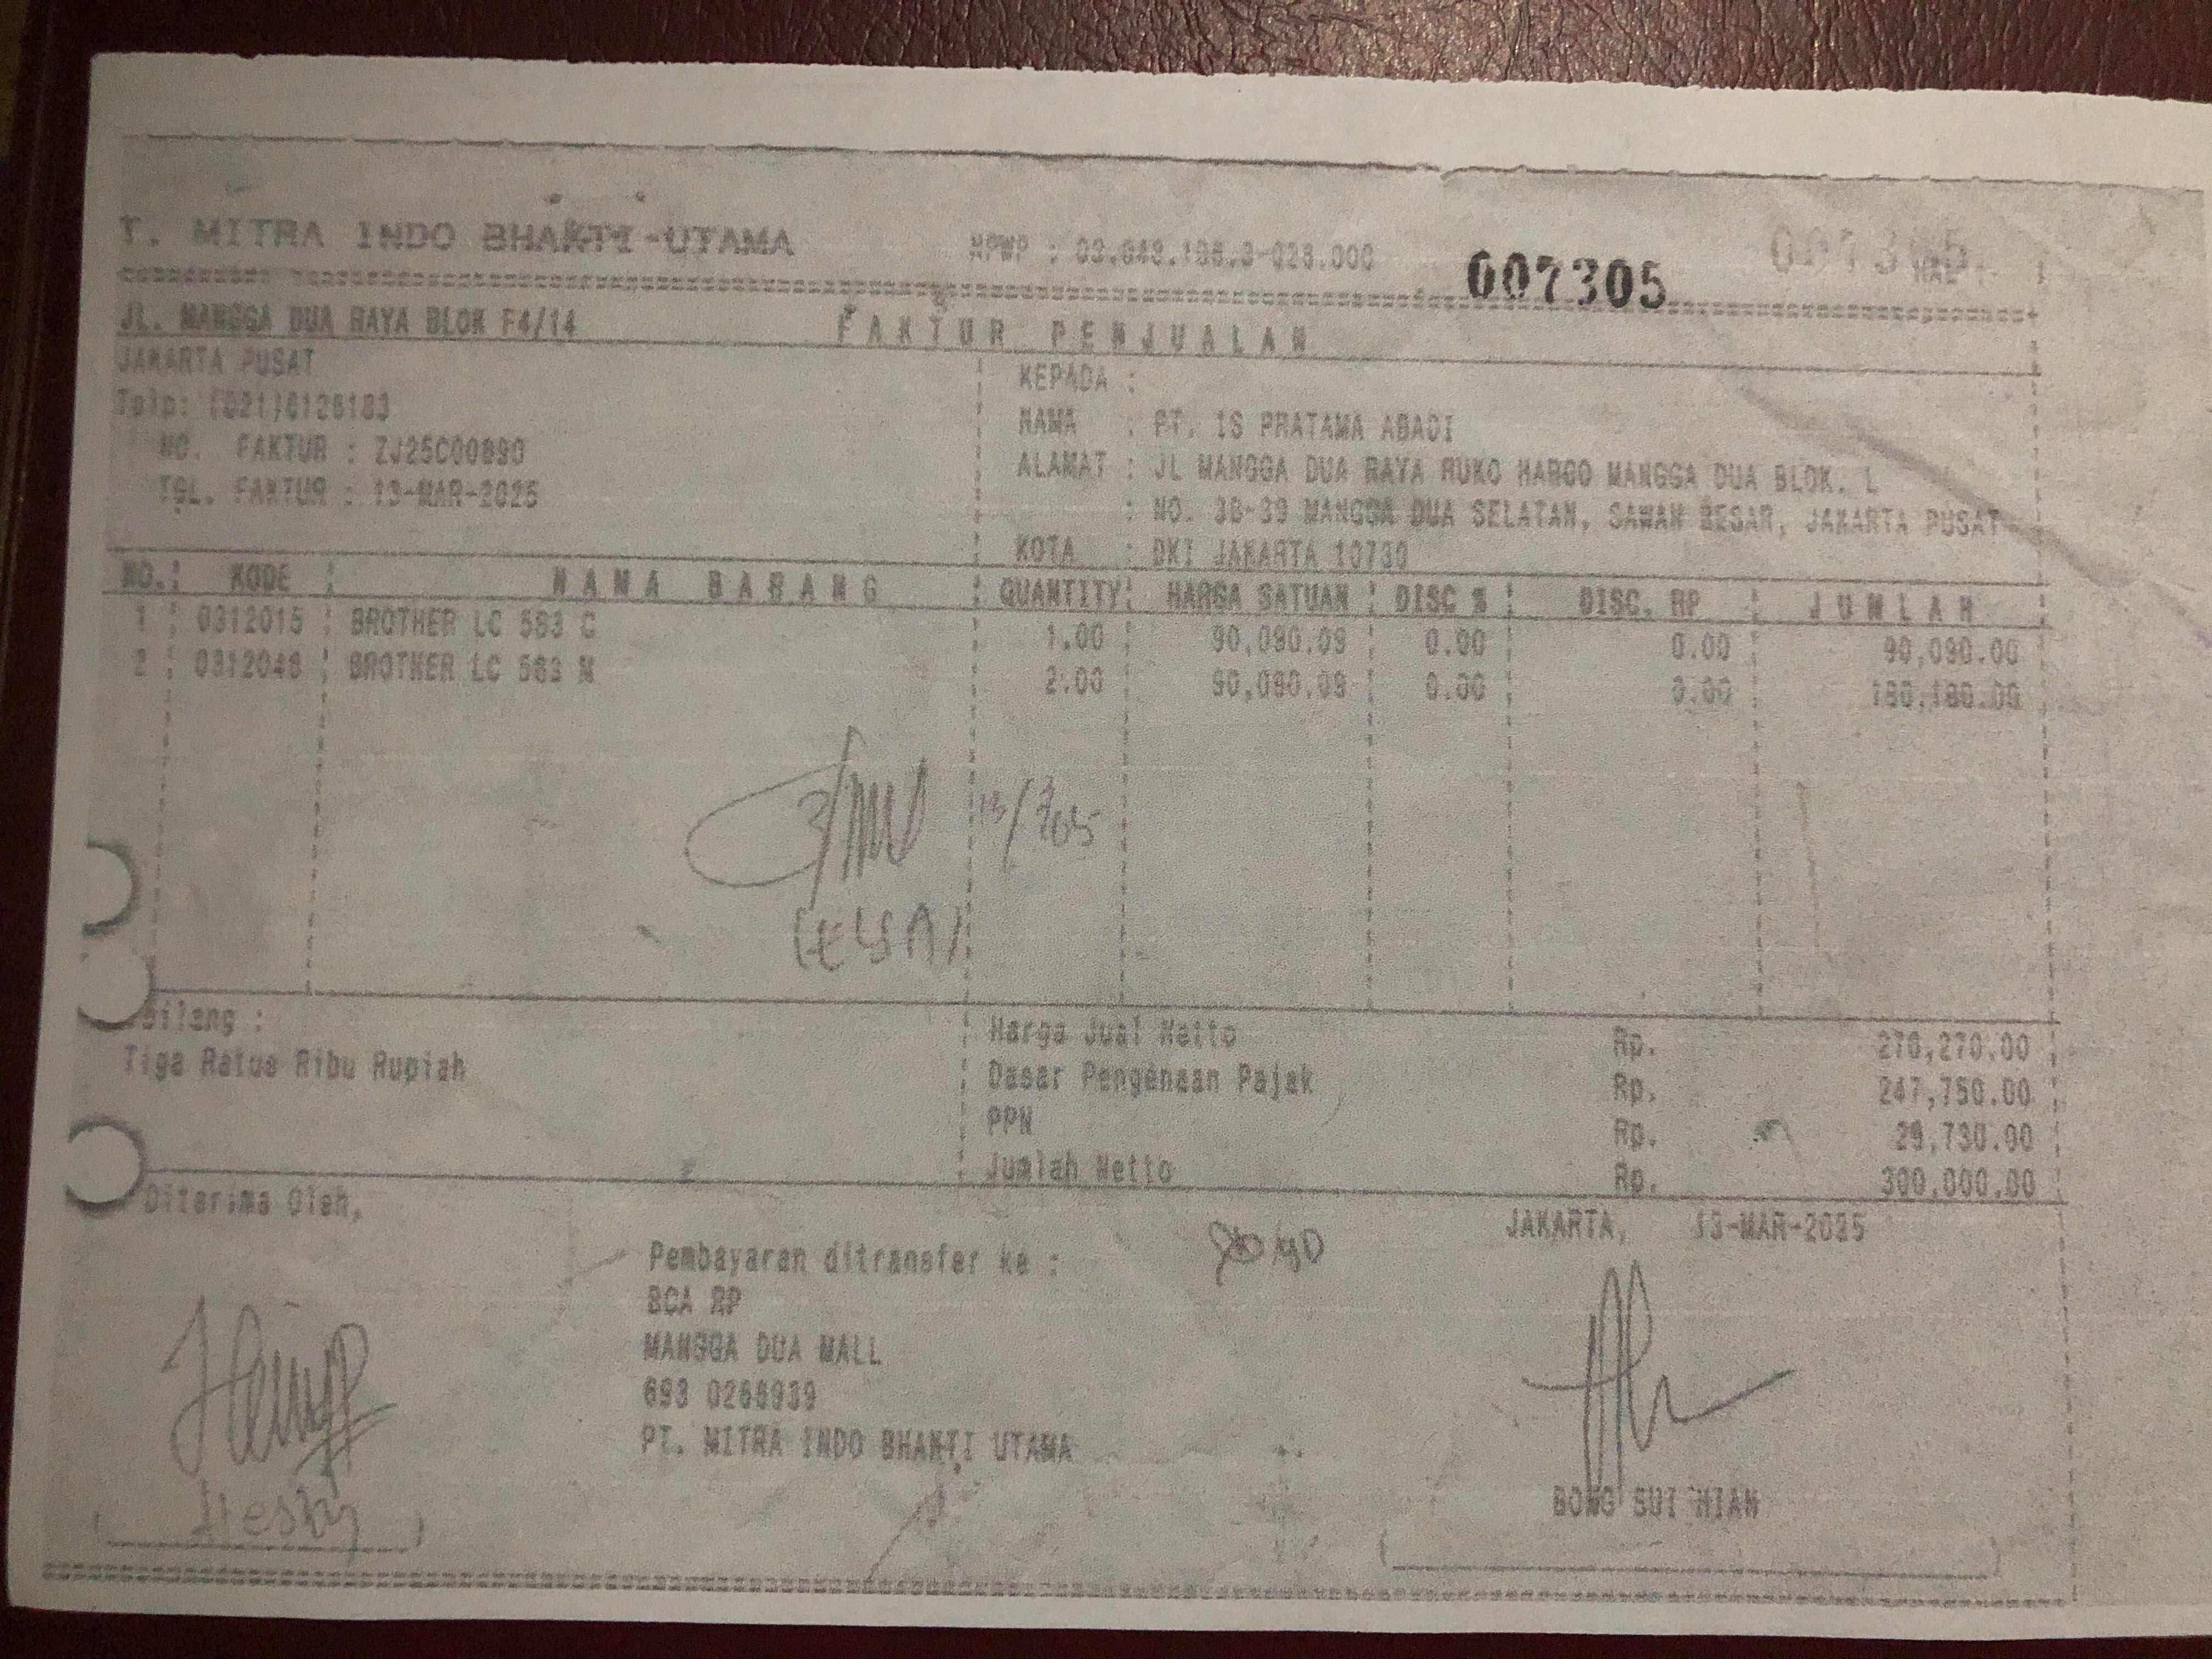 T. MITRA INDO BHAKTI UTAMA
NPWP :
007305
007305
HAL : 1
JL. MANGGA DUA RAYA BLOK F4/14
FAKTUR PENJUALAN
JAKARTA PUSAT
Telp: (021)6126183
NO. FAKTUR : ZJ25C00890
TGL. FAKTUR : 13-MAR-2025
KEPADA :
NAMA : PT. IS PRATAMA ABADI
ALAMAT : JL MANGGA DUA RAYA RUKO HARCO MANGGA DUA BLOK. L
: NO. 38-39 MANGGA DUA SELATAN, SAWAH BESAR, JAKARTA PUSAT
KOTA : DKI JAKARTA 10730
NO. KODE NAMA BARANG QUANTITY HARGA SATUAN DISC % DISC. RP JUMLAH
1 0312015 BROTHER LC 583 C 1.00 90,090.09 0.00 0.00 90,090.00
2 0312048 BROTHER LC 583 M 2.00 90,090.09 0.00 0.00 180,180.00
bilang :
Tiga Ratus Ribu Rupiah
Harga Jual Netto Rp. 270,270.00
Dasar Pengenaan Pajak Rp. 247,750.00
PPN Rp. 29,730.00
Jumlah Netto Rp. 300,000.00
Diterima Oleh,
JAKARTA, 13-MAR-2025
Pembayaran ditransfer ke :
BCA RP
MANGGA DUA MALL
693 0266939
PT. MITRA INDO BHAKTI UTAMA
Hesky
BONG SUI HIAN